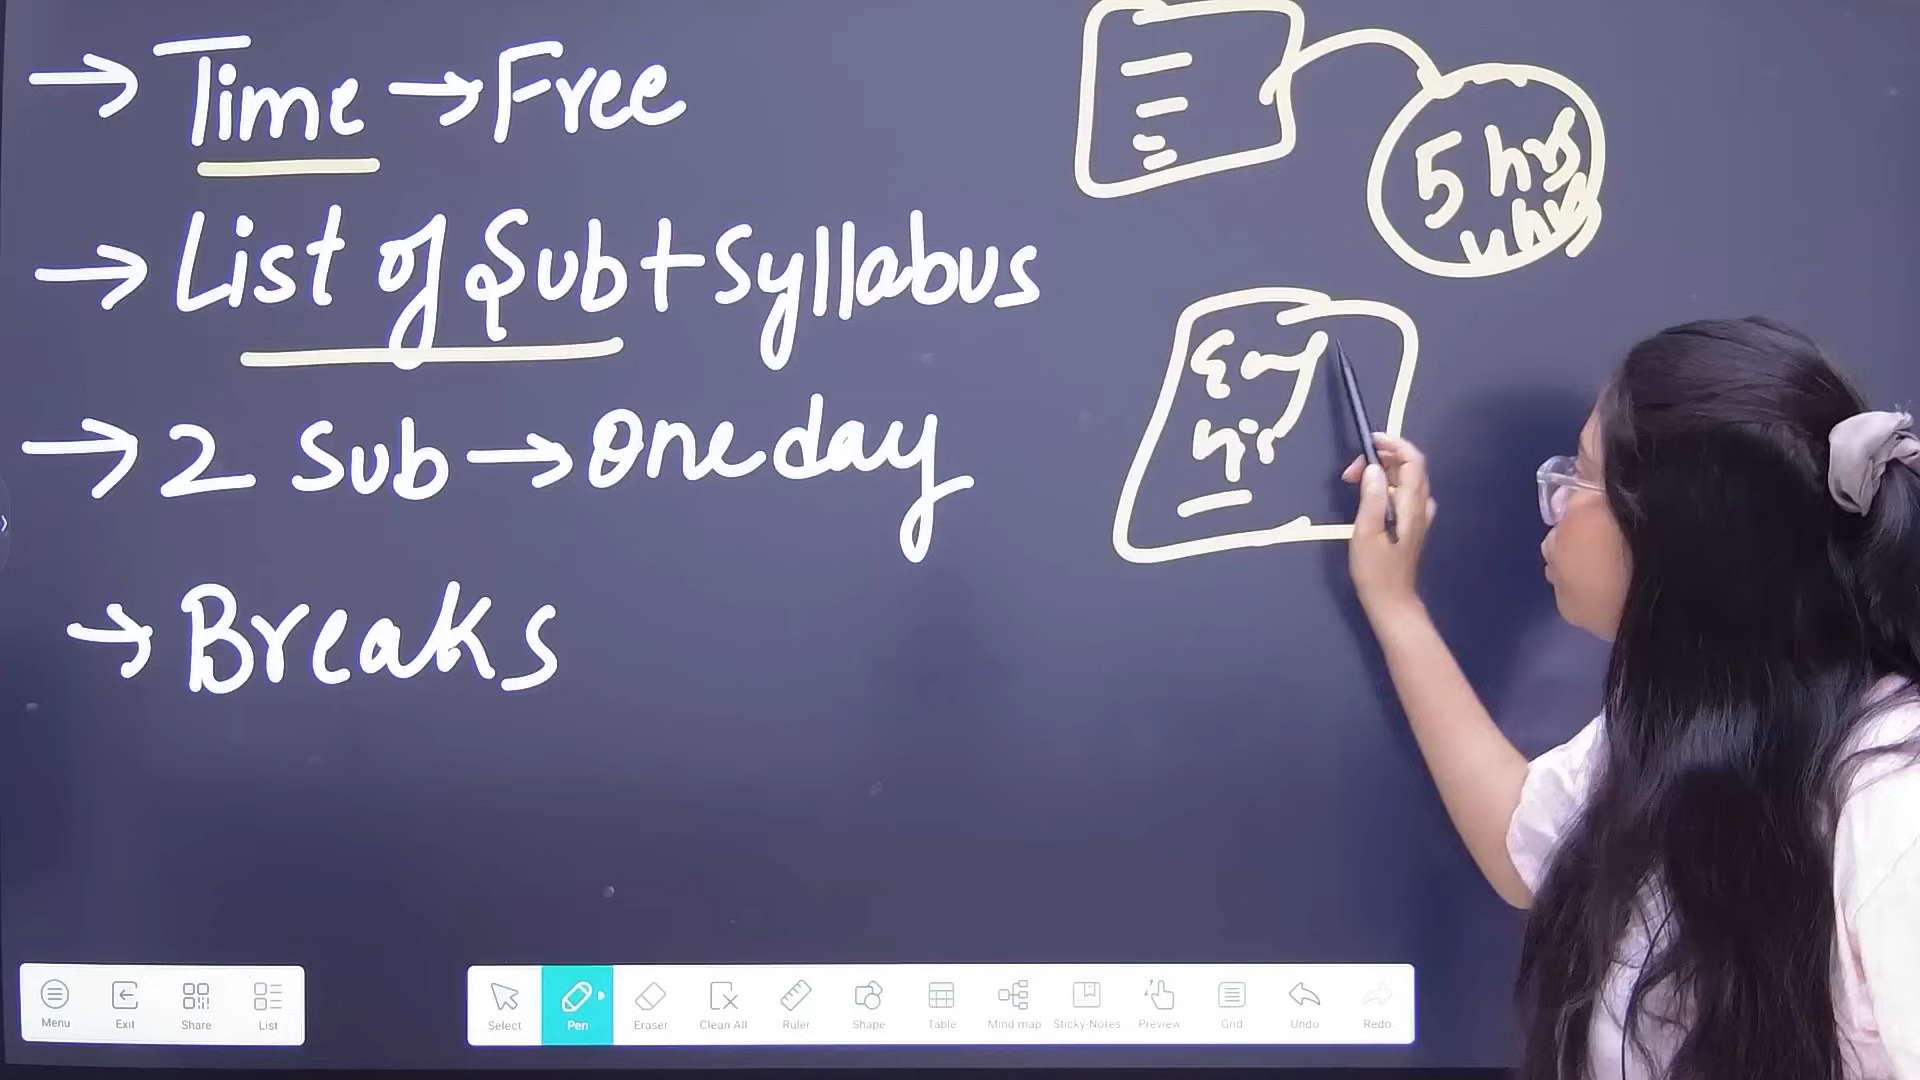 → Time → Free
→ List of Sub + Syllabus
→ 2 Sub → One day
→ Breaks
5 hrs
Eng
Menu
Exit
Share
List
Select
Pen
Eraser
Clean All
Ruler
Shape
Table
Mind map
Sticky-Notes
Preview
Grid
Undo
Redo